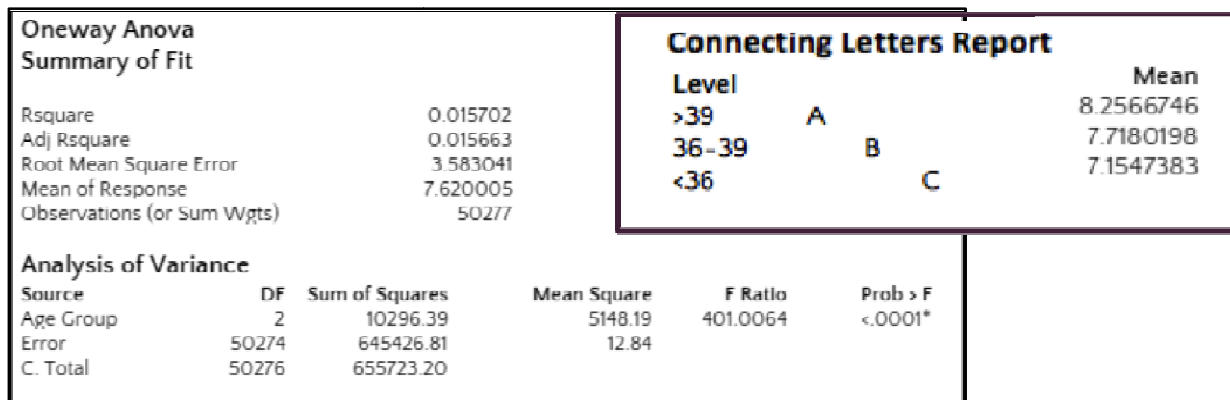 Oneway Anova
Summary of Fit
Rsquare 0.015702
Adj Rsquare 0.015663
Root Mean Square Error 3.583041
Mean of Response 7.620005
Observations (or Sum Wgts) 50277
Analysis of Variance
Source DF Sum of Squares Mean Square F Ratio Prob > F
Age Group 2 10296.39 5148.19 401.0064 <.0001*
Error 50274 645426.81 12.84
C. Total 50276 655723.20
Connecting Letters Report
Level Mean
>39 A 8.2566746
36-39 B 7.7180198
<36 C 7.1547383